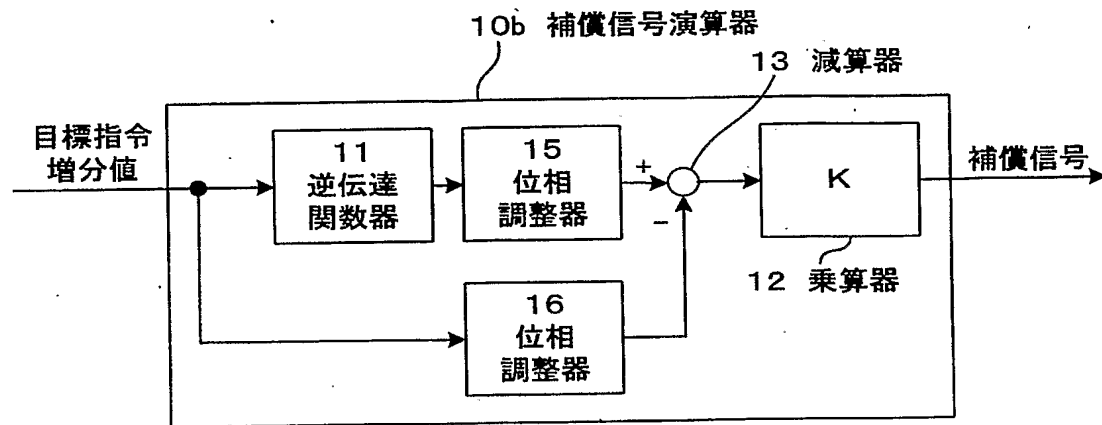 10b 補償信号演算器
13 減算器
目標指令
増分値
11
逆伝達
関数器
15
位相
調整器
+
-
K
補償信号
12 乗算器
16
位相
調整器